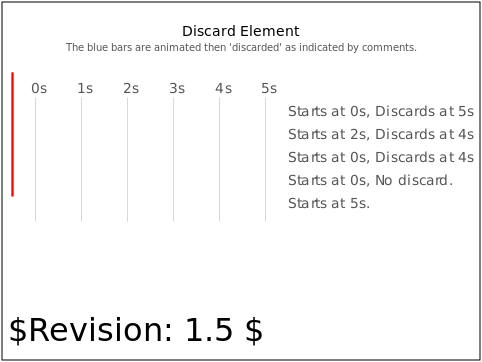 Discard Element
The blue bars are animated then 'discarded' as indicated by comments.
0s 1s 2s 3s 4s 5s
Starts at 0s, Discards at 5s
Starts at 2s, Discards at 4s
Starts at 0s, Discards at 4s
Starts at 0s, No discard.
Starts at 5s.
$Revision: 1.5 $